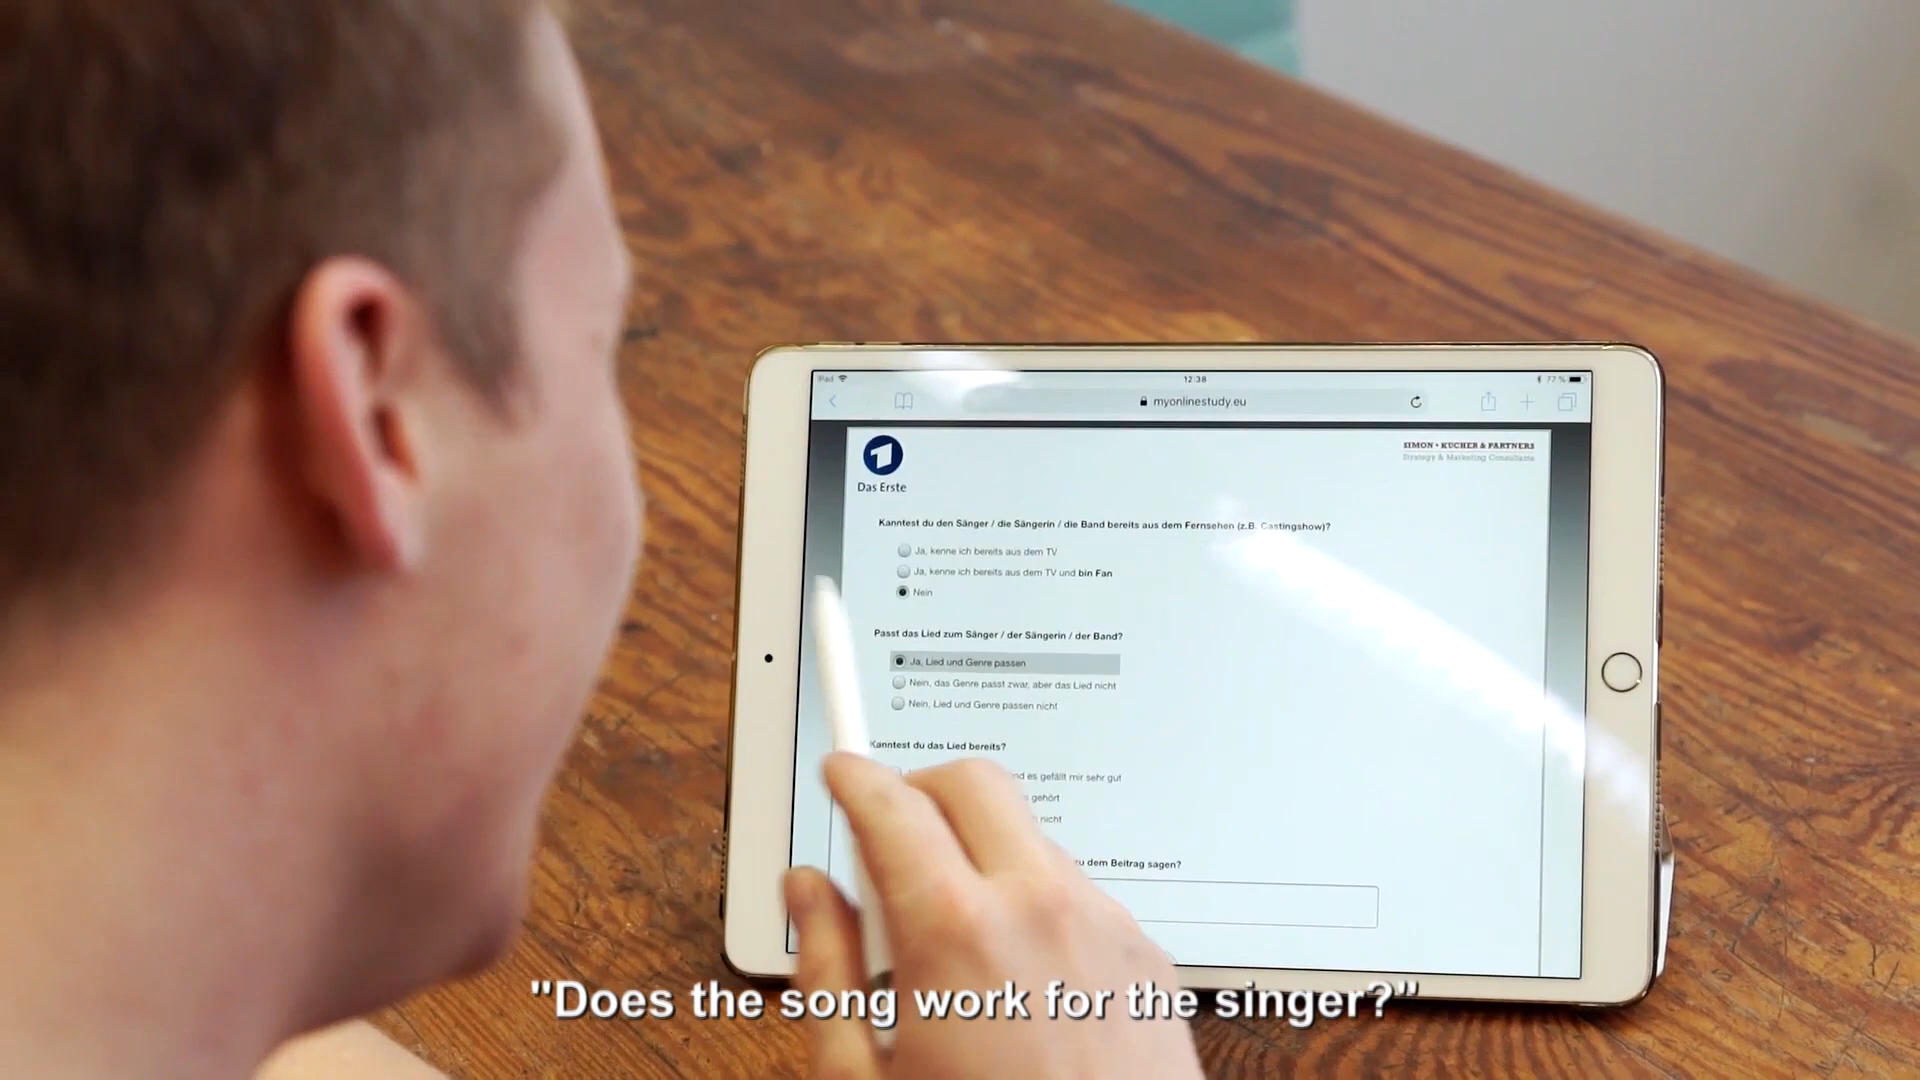 iPad
12:38
77 %
myonlinestudy.eu
Das Erste
SIMON • KUCHER & PARTNERS
Strategy & Marketing Consultants
Kanntest du den Sänger / die Sängerin / die Band bereits aus dem Fernsehen (z.B. Castingshow)?
Ja, kenne ich bereits aus dem TV
Ja, kenne ich bereits aus dem TV und bin Fan
Nein
Passt das Lied zum Sänger / der Sängerin / der Band?
Ja, Lied und Genre passen
Nein, das Genre passt zwar, aber das Lied nicht
Nein, Lied und Genre passen nicht
Kanntest du das Lied bereits?
es gefällt mir sehr gut
gehört
nicht
zu dem Beitrag sagen?
"Does the song work for the singer?"